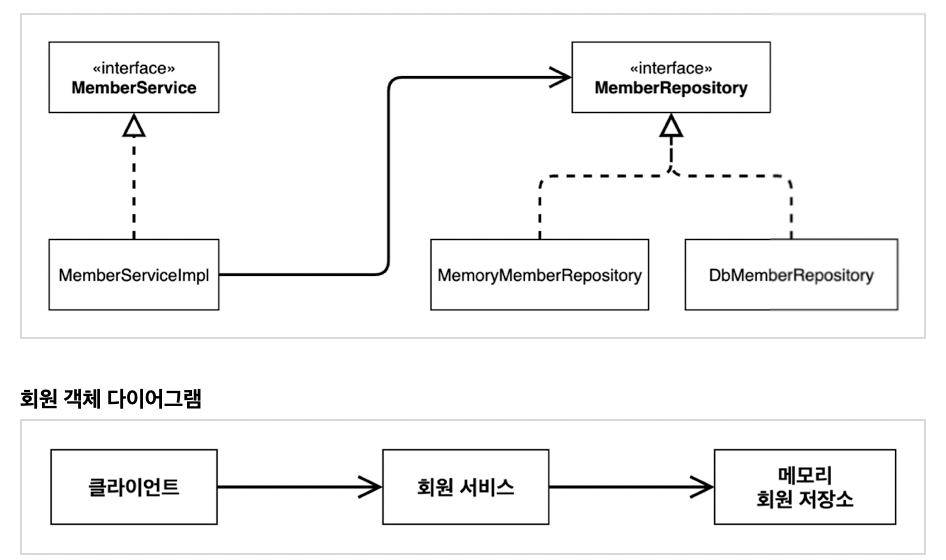 «interface»
MemberService
«interface»
MemberRepository
MemberServiceImpl
MemoryMemberRepository
DbMemberRepository
회원 객체 다이어그램
클라이언트
회원 서비스
메모리
회원 저장소